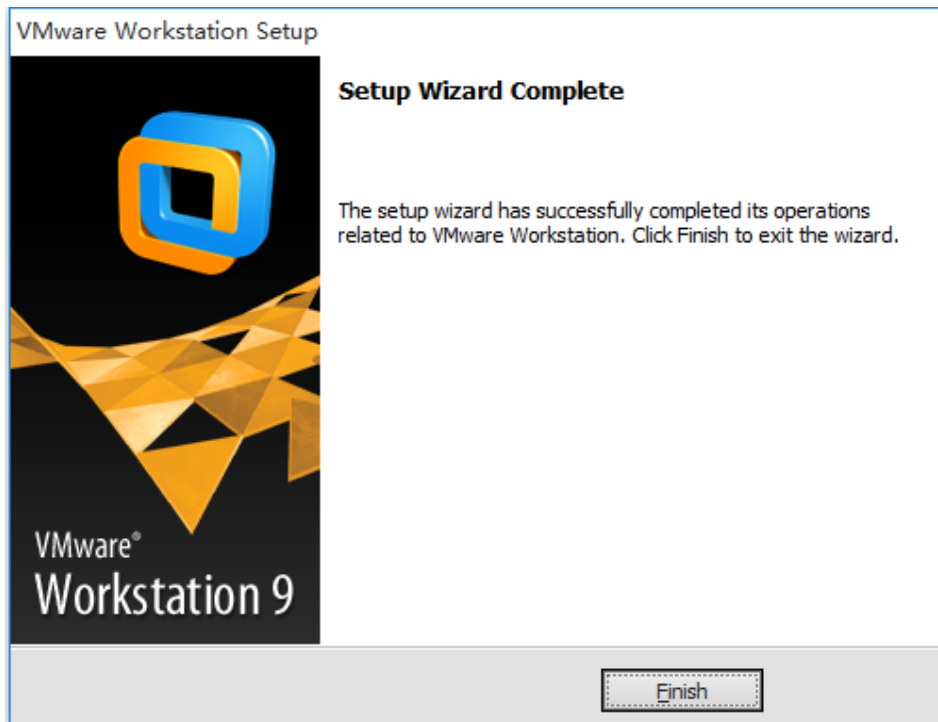 VMware Workstation Setup
Setup Wizard Complete
The setup wizard has successfully completed its operations
related to VMware Workstation. Click Finish to exit the wizard.
VMware®
Workstation 9
Finish